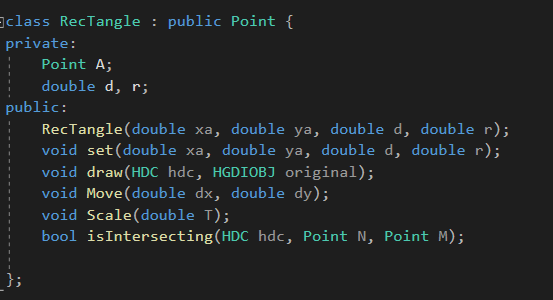 class RecTangle : public Point {
private:
    Point A;
    double d, r;
public:
    RecTangle(double xa, double ya, double d, double r);
    void set(double xa, double ya, double d, double r);
    void draw(HDC hdc, HGDIOBJ original);
    void Move(double dx, double dy);
    void Scale(double T);
    bool isIntersecting(HDC hdc, Point N, Point M);
};